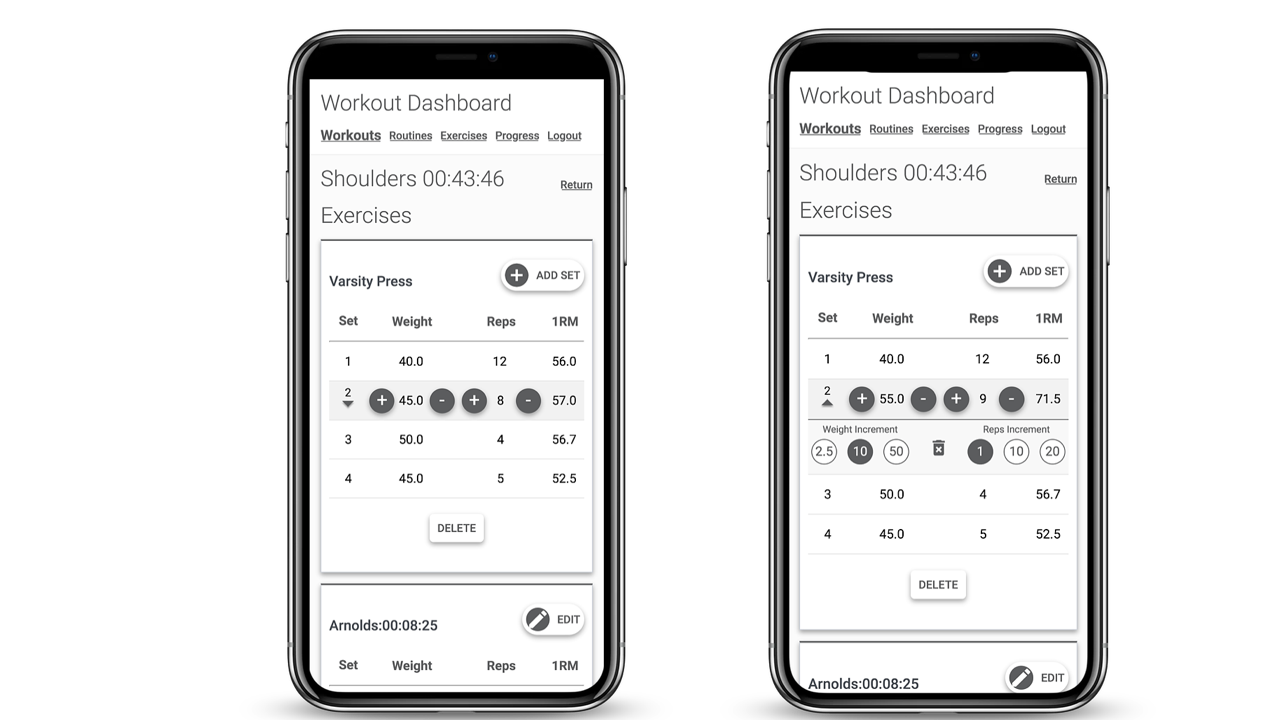 Workout Dashboard
Workouts Routines Exercises Progress Logout
Shoulders 00:43:46 Return
Exercises
Varsity Press + ADD SET
Set Weight Reps 1RM
1 40.0 12 56.0
2 + 45.0 - + 8 - 57.0
3 50.0 4 56.7
4 45.0 5 52.5
DELETE
Arnolds:00:08:25 EDIT
Set Weight Reps 1RM
Workout Dashboard
Workouts Routines Exercises Progress Logout
Shoulders 00:43:46 Return
Exercises
Varsity Press + ADD SET
Set Weight Reps 1RM
1 40.0 12 56.0
2 + 55.0 - + 9 - 71.5
Weight Increment Reps Increment
2.5 10 50 1 10 20
3 50.0 4 56.7
4 45.0 5 52.5
DELETE
Arnolds:00:08:25 EDIT